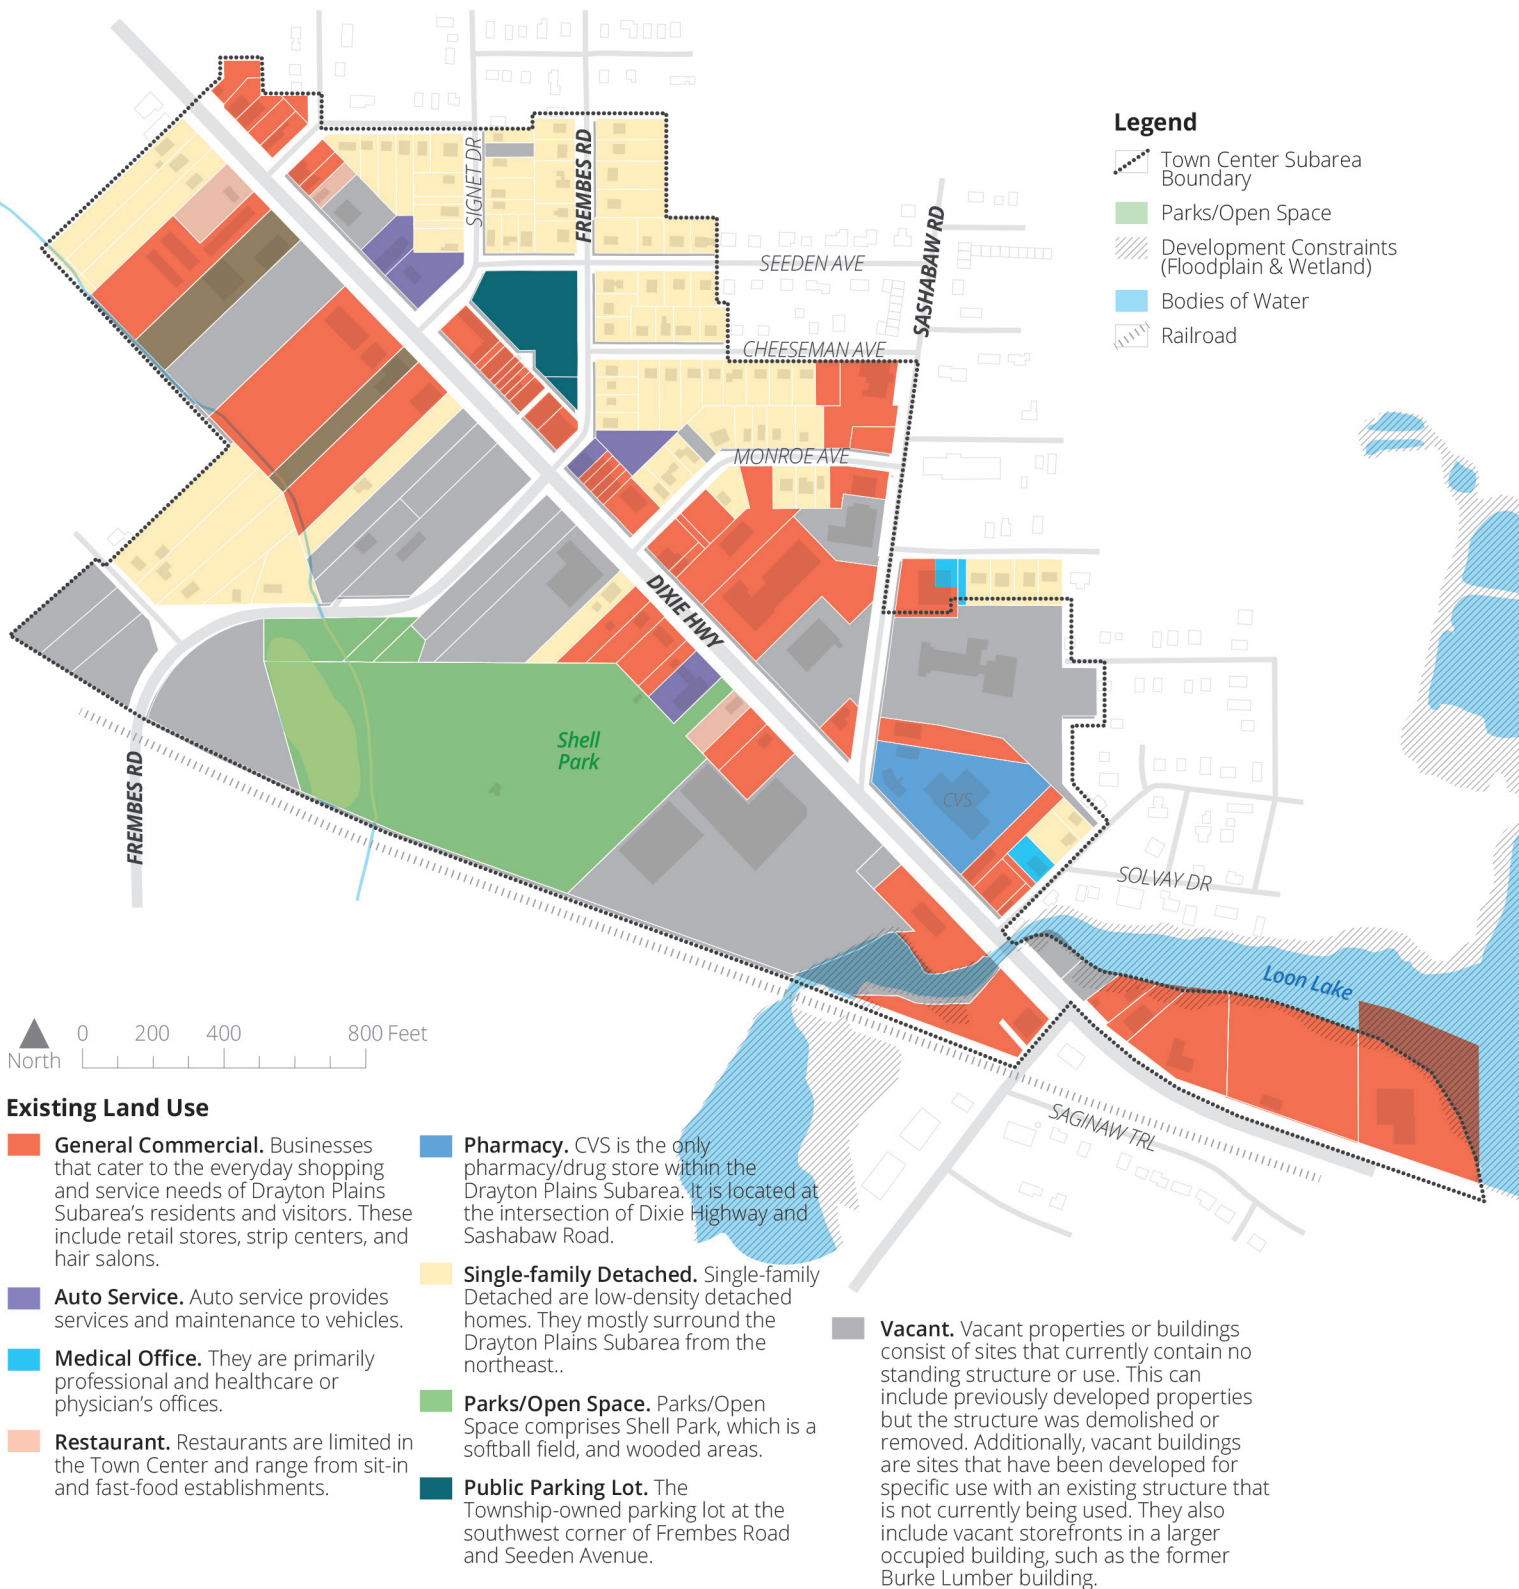 SIGNET DR
FREMBES RD
SEEDEN AVE
SASHABAW RD
CHEESEMAN AVE
MONROE AVE
DIXIE HWY
Shell
Park
FREMBES RD
CVS
SOLVAY DR
Loon Lake
SAGINAW TRL
Legend
Town Center Subarea
Boundary
Parks/Open Space
Development Constraints
(Floodplain & Wetland)
Bodies of Water
Railroad
North
0 200 400 800 Feet
Existing Land Use
General Commercial. Businesses
that cater to the everyday shopping
and service needs of Drayton Plains
Subarea’s residents and visitors. These
include retail stores, strip centers, and
hair salons.
Auto Service. Auto service provides
services and maintenance to vehicles.
Medical Office. They are primarily
professional and healthcare or
physician’s offices.
Restaurant. Restaurants are limited in
the Town Center and range from sit-in
and fast-food establishments.
Pharmacy. CVS is the only
pharmacy/drug store within the
Drayton Plains Subarea. It is located at
the intersection of Dixie Highway and
Sashabaw Road.
Single-family Detached. Single-family
Detached are low-density detached
homes. They mostly surround the
Drayton Plains Subarea from the
northeast..
Parks/Open Space. Parks/Open
Space comprises Shell Park, which is a
softball field, and wooded areas.
Public Parking Lot. The
Township-owned parking lot at the
southwest corner of Frembes Road
and Seeden Avenue.
Vacant. Vacant properties or buildings
consist of sites that currently contain no
standing structure or use. This can
include previously developed properties
but the structure was demolished or
removed. Additionally, vacant buildings
are sites that have been developed for
specific use with an existing structure that
is not currently being used. They also
include vacant storefronts in a larger
occupied building, such as the former
Burke Lumber building.